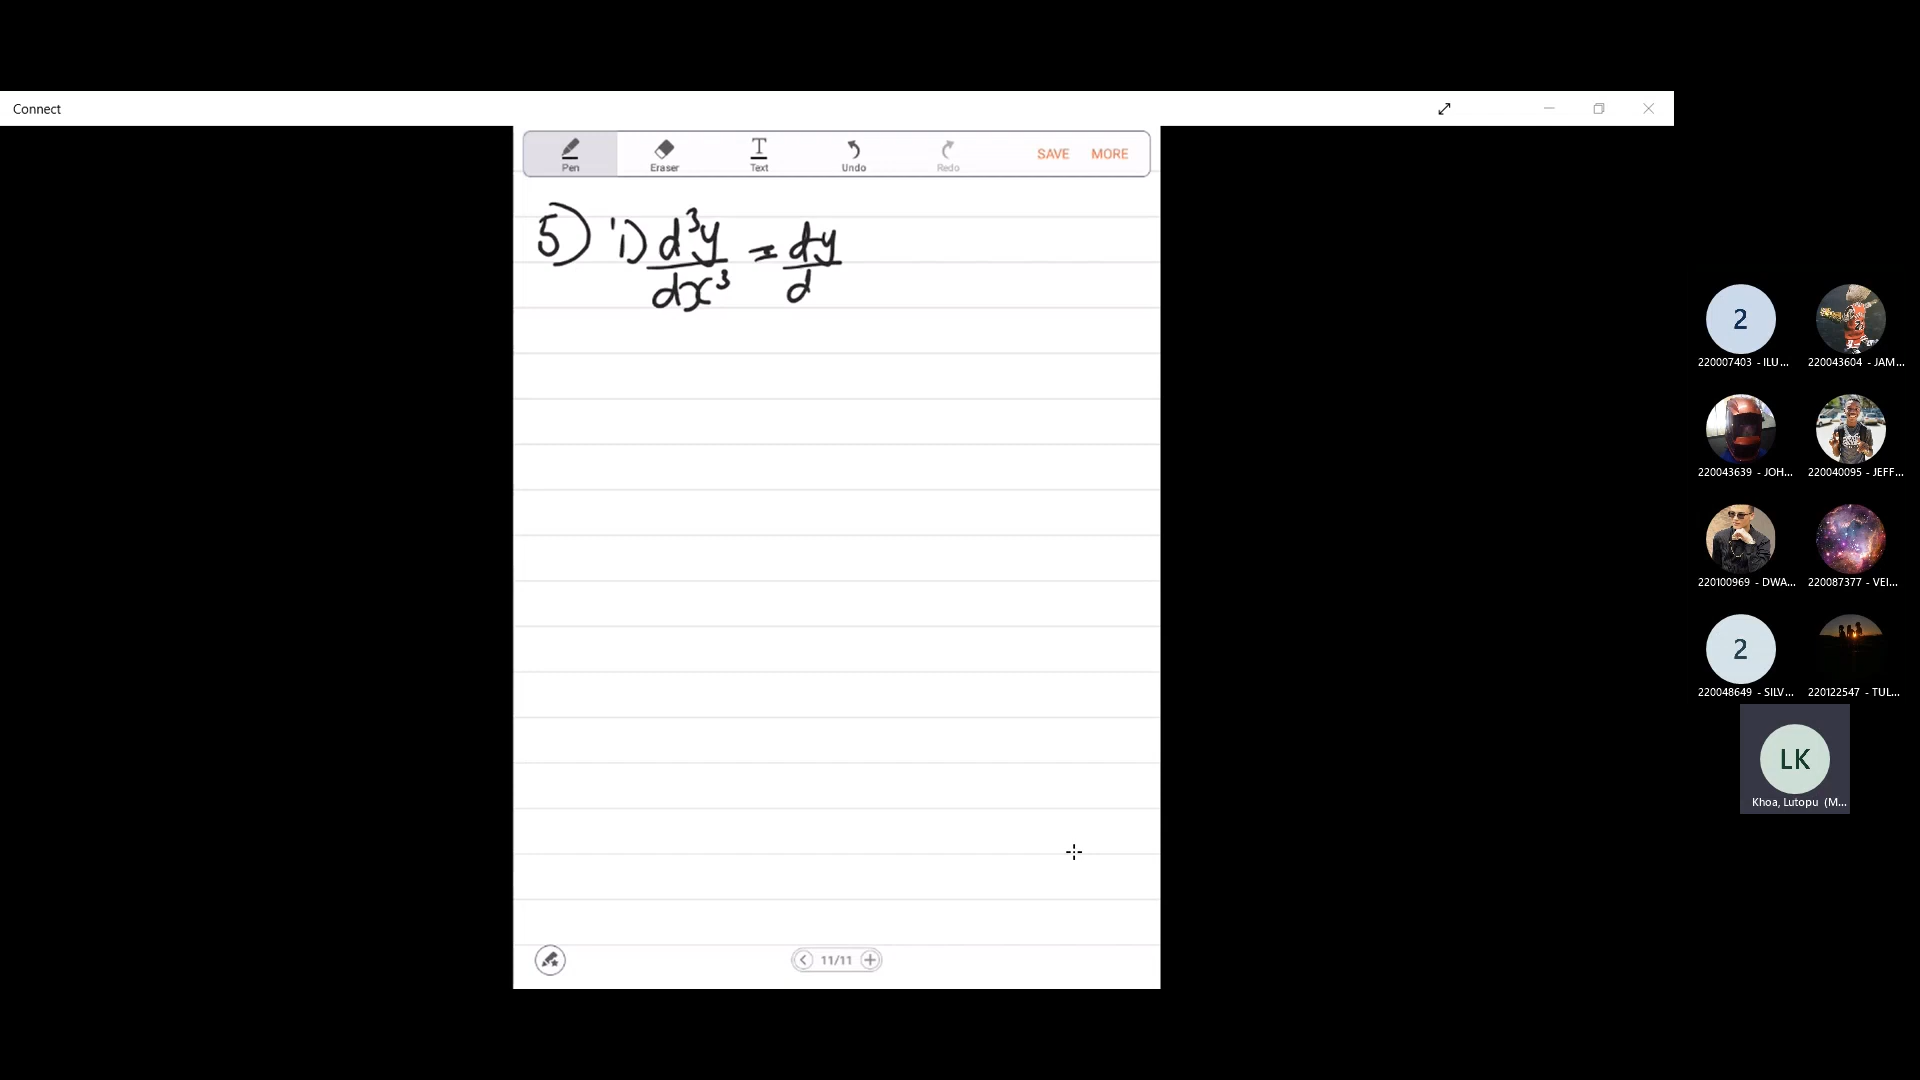 Connect
Pen
Eraser
T
Text
Undo
Redo
SAVE
MORE
5) i) d³y/dx³ = dy/d
11/11
2
220007403 - ILU...
220043604 - JAM...
220043639 - JOH...
220040095 - JEFF...
220100969 - DWA...
220087377 - VEI...
2
220048649 - SILV...
220122547 - TUL...
LK
Khoa, Lutopu (M...